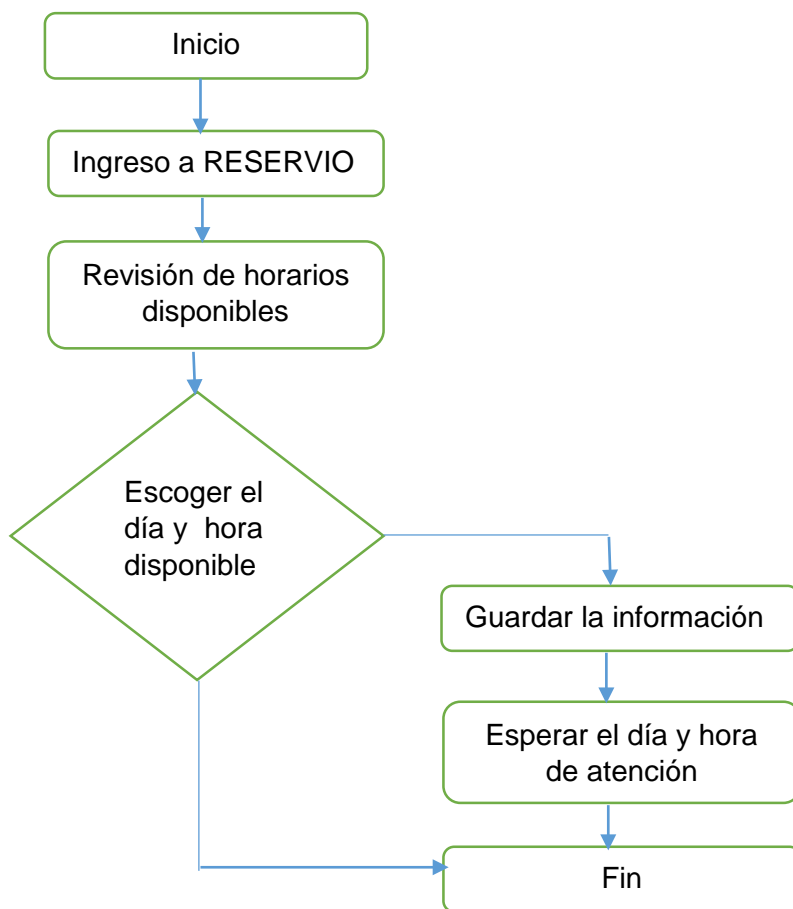 Inicio
Ingreso a RESERVIO
Revisión de horarios
disponibles
Escoger el
día y  hora
disponible
Guardar la información
Esperar el día y hora
de atención
Fin